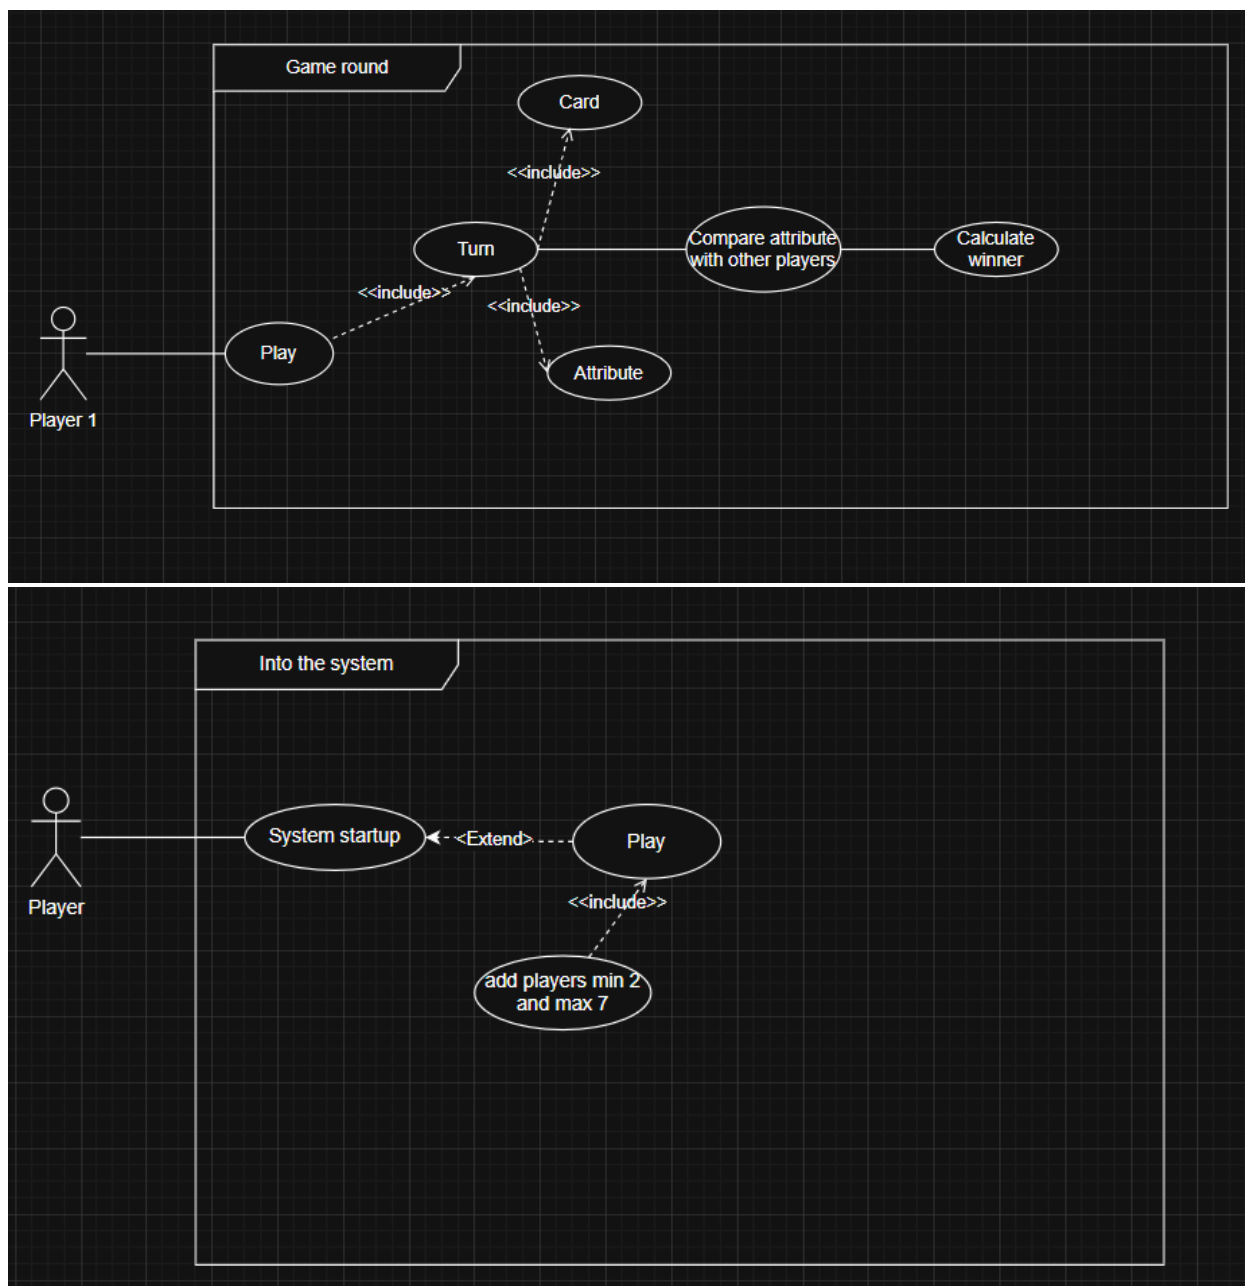 Game round
Card
<<include>>
Turn
Compare attribute
with other players
Calculate
winner
<<include>>
<<include>>
Play
Attribute
Player 1
Into the system
System startup
<Extend>
Play
<<include>>
Player
add players min 2
and max 7